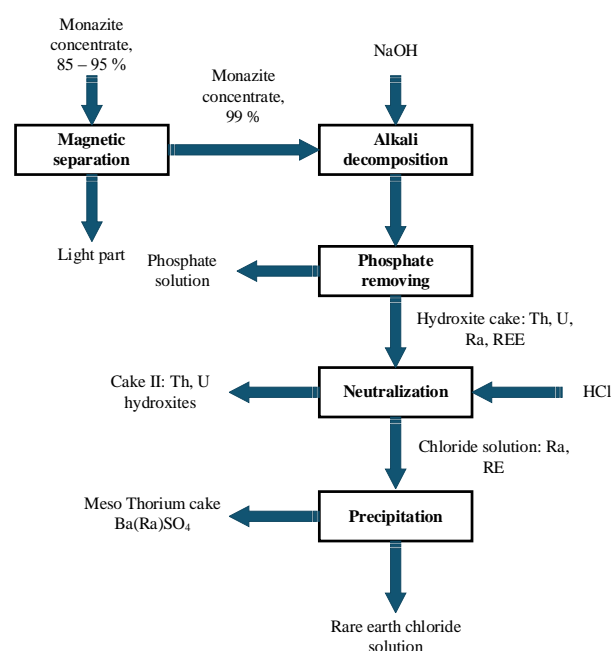 Monazite
concentrate,
85 – 95 %
NaOH
Monazite
concentrate,
99 %
Magnetic
separation
Alkali
decomposition
Light part
Phosphate
solution
Phosphate
removing
Hydroxite cake: Th, U,
Ra, REE
Cake II: Th, U
hydroxites
Neutralization
HCl
Chloride solution: Ra,
RE
Meso Thorium cake
Ba(Ra)SO₄
Precipitation
Rare earth chloride
solution